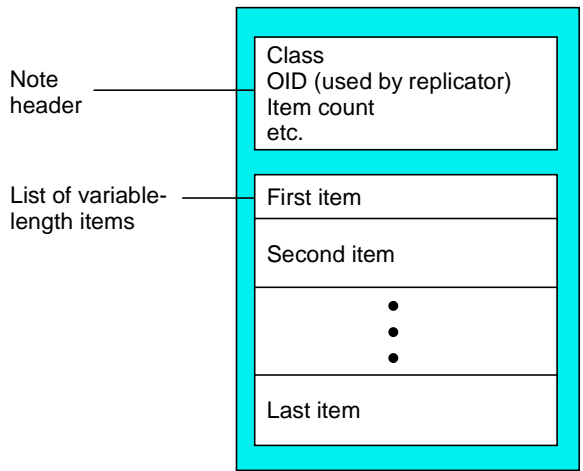 Note
header
Class
OID (used by replicator)
Item count
etc.
List of variable-
length items
First item
Second item
Last item